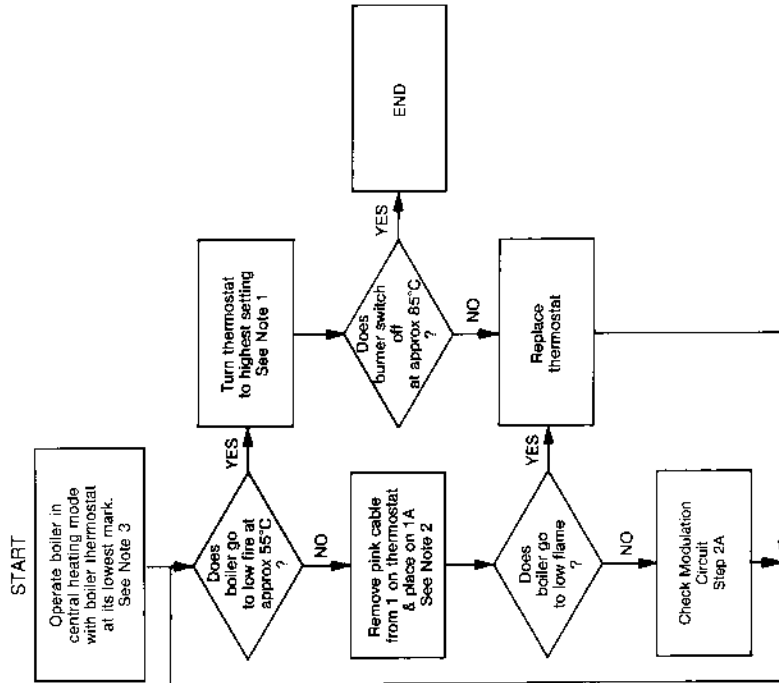 START
Operate boiler in
central heating mode
with boiler thermostat
at its lowest mark.
See Note 3
Does
boiler go
to low fire at
approx 55°C
?
YES
NO
Turn thermostat
to highest setting
See Note 1
Does
burner switch
off
at approx 85°C
?
YES
NO
END
Remove pink cable
from 1 on thermostat
& place on 1A
See Note 2
Does
boiler go
to low flame
?
YES
NO
Replace
thermostat
Check Modulation
Circuit
Step 2A